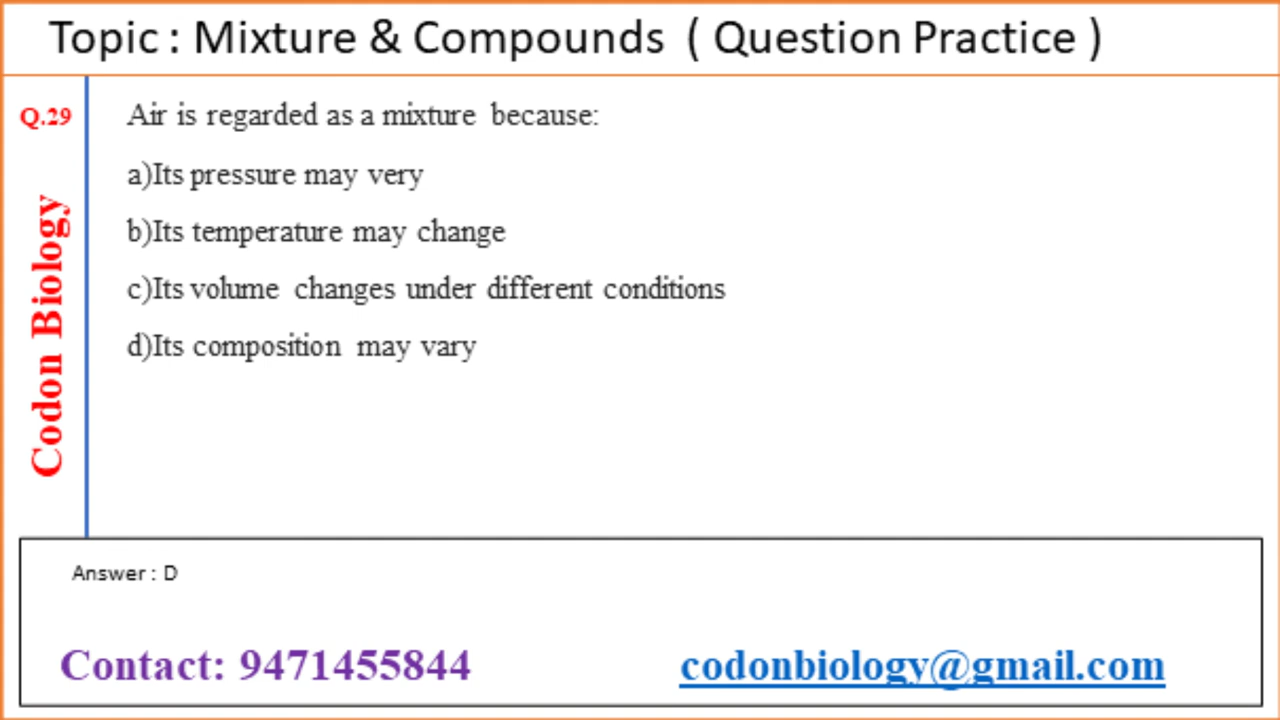 Topic : Mixture & Compounds ( Question Practice )
Q.29
Air is regarded as a mixture because:
a)Its pressure may very
b)Its temperature may change
c)Its volume changes under different conditions
d)Its composition may vary
Codon Biology
Answer : D
Contact: 9471455844
codonbiology@gmail.com